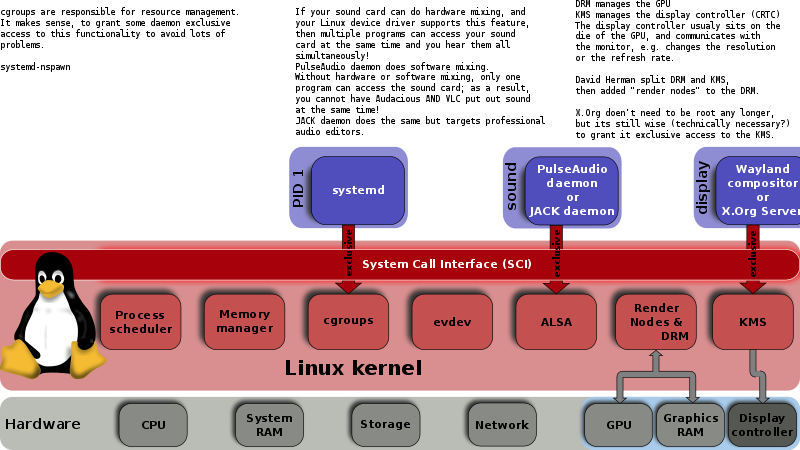 cgroups are responsible for resource management.
It makes sense, to grant some daemon exclusive
access to this functionality to avoid lots of
problems.
systemd-nspawn
If your sound card can do hardware mixing, and
your Linux device driver supports this feature,
then multiple programs can access your sound
card at the same time and you hear them all
simultaneously!
PulseAudio daemon does software mixing.
Without hardware or software mixing, only one
program can access the sound card; as a result,
you cannot have Audacious AND VLC put out sound
at the same time!
JACK daemon does the same but targets professional
audio editors.
DRM manages the GPU
KMS manages the display controller (CRTC)
The display controller usualy sits on the
die of the GPU, and communicates with
the monitor, e.g. changes the resolution
or the refresh rate.
David Herman split DRM and KMS,
then added "render nodes" to the DRM.
X.Org doen't need to be root any longer,
but its still wise (technically necessary?)
to grant it exclusive access to the KMS.
PID 1
systemd
sound
PulseAudio
daemon
or
JACK daemon
display
Wayland
compositor
or
X.Org Server
exclusive
exclusive
exclusive
System Call Interface (SCI)
Process
scheduler
Memory
manager
cgroups
evdev
ALSA
Render
Nodes &
DRM
KMS
Linux kernel
Hardware
CPU
System
RAM
Storage
Network
GPU
Graphics
RAM
Display
controller